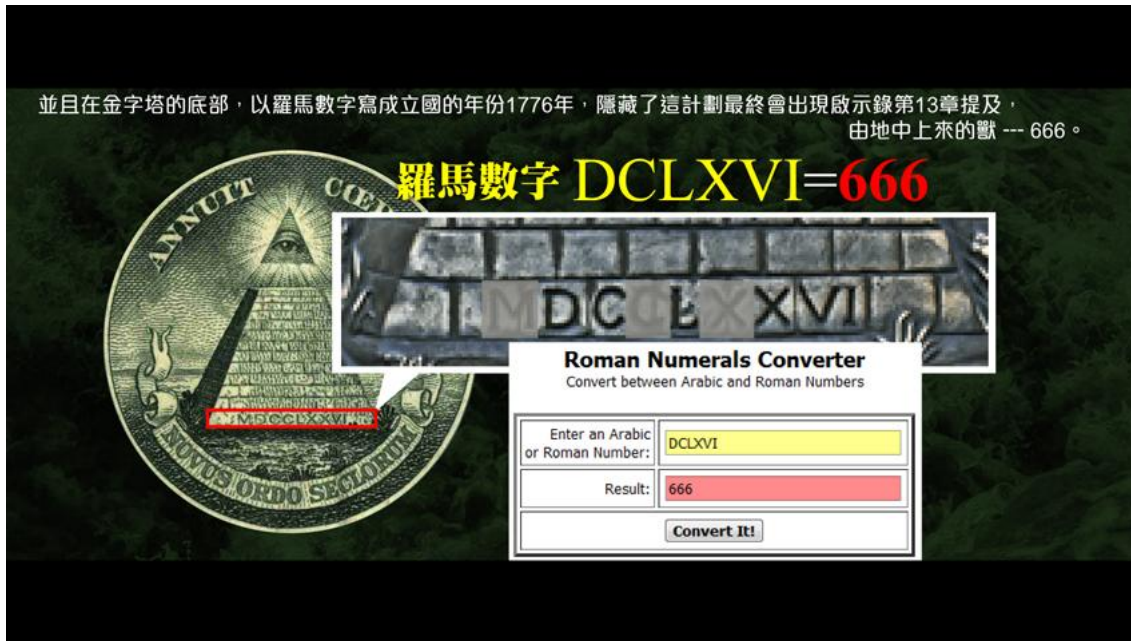 並且在金字塔的底部，以羅馬數字寫成立國的年份1776年，隱藏了這計劃最終會出現啟示錄第13章提及，
由地中上來的獸 --- 666。
羅馬數字 DCLXVI=666
ANNUIT CŒP
MDCCLXXVI
Roman Numerals Converter
Convert between Arabic and Roman Numbers
Enter an Arabic
or Roman Number:
DCLXVI
Result:
666
Convert It!
MDCCLXXVI
NOVUS ORDO SECLORUM